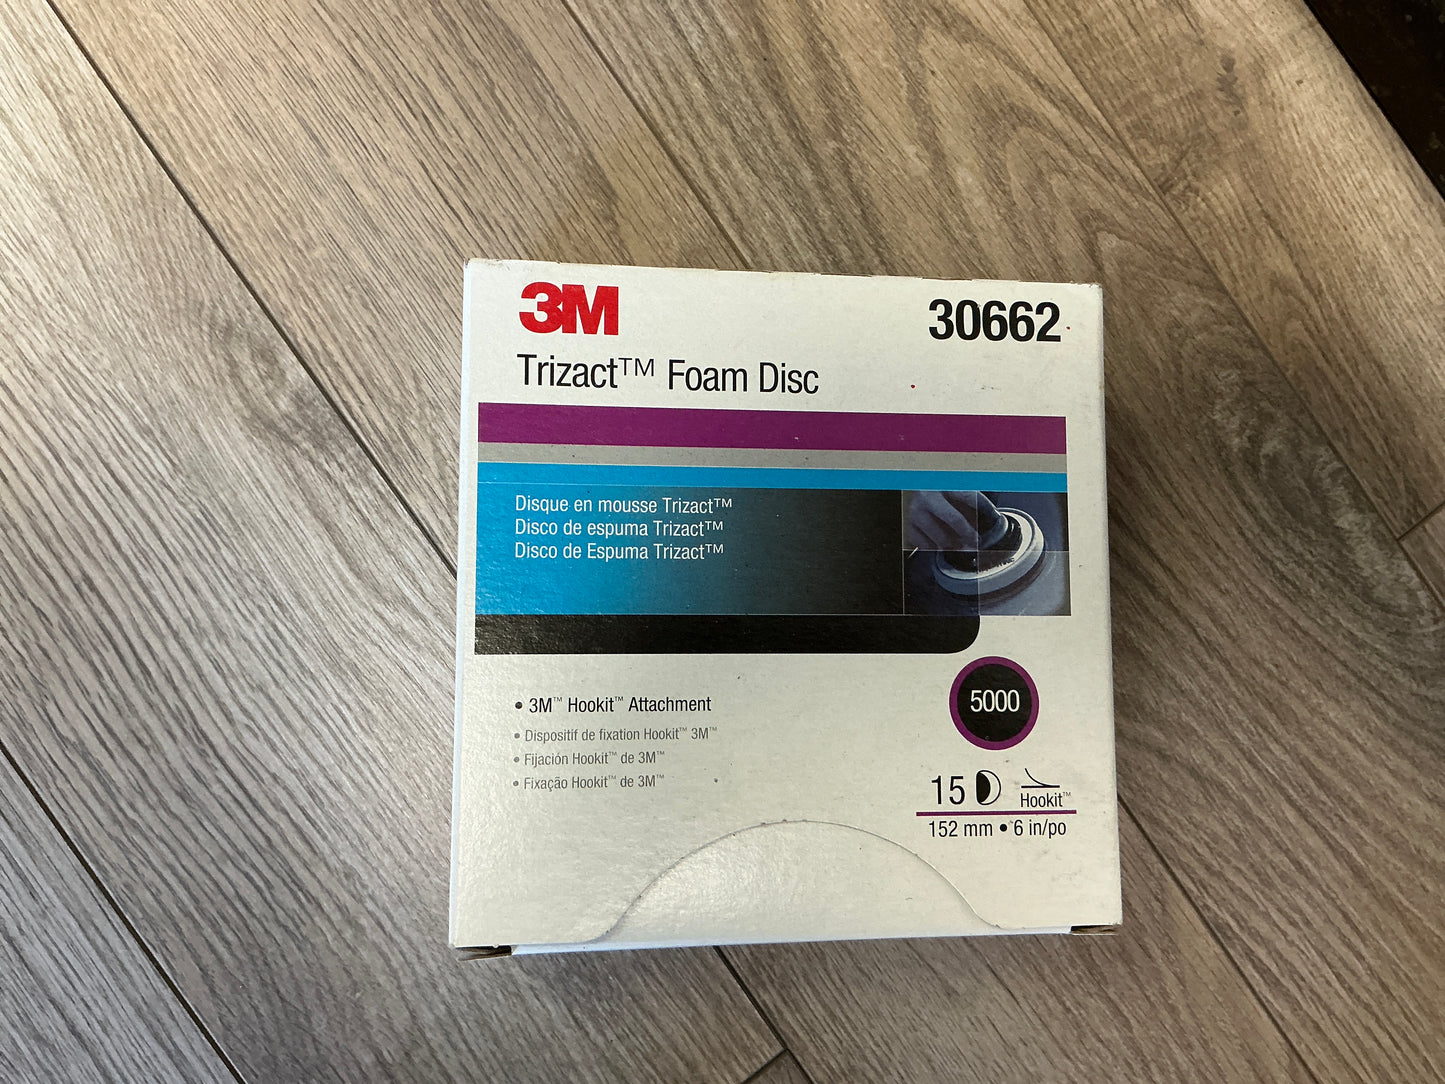 3M
30662
Trizact™ Foam Disc
Disque en mousse Trizact™
Disco de espuma Trizact™
Disco de Espuma Trizact™
• 3M™ Hookit™ Attachment
• Dispositif de fixation Hookit™ 3M™
• Fijación Hookit™ de 3M™
• Fixação Hookit™ de 3M™
5000
15
Hookit™
152 mm • 6 in/po